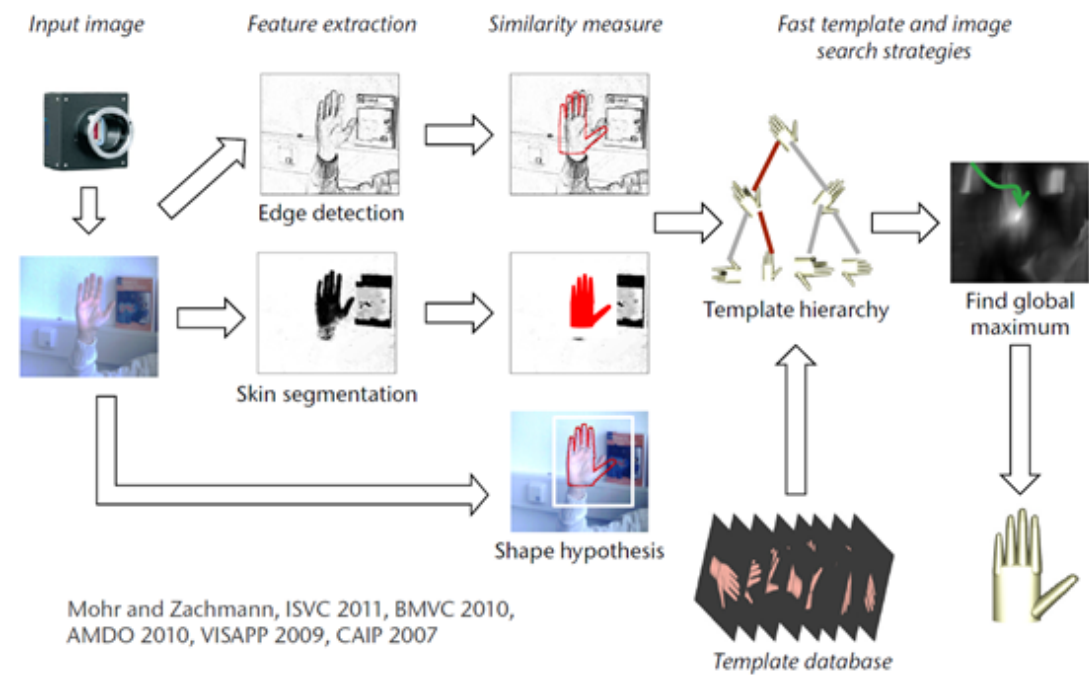 Input image
Feature extraction
Similarity measure
Fast template and image
search strategies
Edge detection
Skin segmentation
Shape hypothesis
Template hierarchy
Find global
maximum
Mohr and Zachmann, ISVC 2011, BMVC 2010,
AMDO 2010, VISAPP 2009, CAIP 2007
Template database